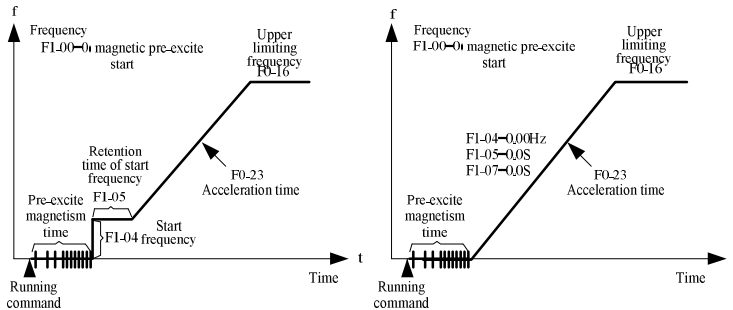 f
Frequency
F1-00=0: magnetic pre-excite
start
Upper
limiting
frequency
F0-16
Retention
time of start
frequency
F1-05
Pre-excite
magnetism
time
F1-04
Start
frequency
F0-23
Acceleration time
t
Time
Running
command
f
Frequency
F1-00=0: magnetic pre-excite
start
Upper
limiting
frequency
F0-16
F1-04=0.00Hz
F1-05=0.0S
F1-07=0.0S
F0-23
Acceleration time
Pre-excite
magnetism
time
Time
Running
command